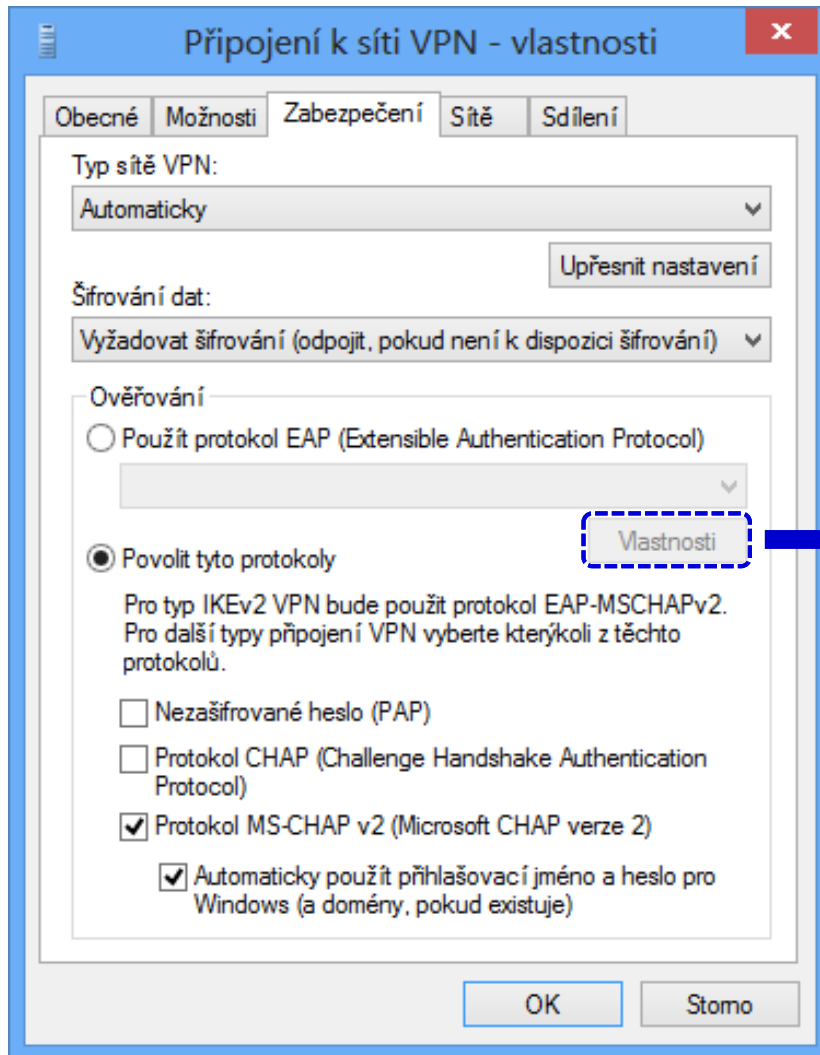 Připojení k síti VPN - vlastnosti
Obecné Možnosti Zabezpečení Sítě Sdílení
Typ sítě VPN:
Automaticky
Upřesnit nastavení
Šifrování dat:
Vyžadovat šifrování (odpojit, pokud není k dispozici šifrování)
Ověřování
Použít protokol EAP (Extensible Authentication Protocol)
Vlastnosti
Povolit tyto protokoly
Pro typ IKEv2 VPN bude použit protokol EAP-MSCHAPv2.
Pro další typy připojení VPN vyberte kterýkoli z těchto
protokolů.
Nezašifrované heslo (PAP)
Protokol CHAP (Challenge Handshake Authentication
Protocol)
Protokol MS-CHAP v2 (Microsoft CHAP verze 2)
Automaticky použít přihlašovací jméno a heslo pro
Windows (a domény, pokud existuje)
OK Storno